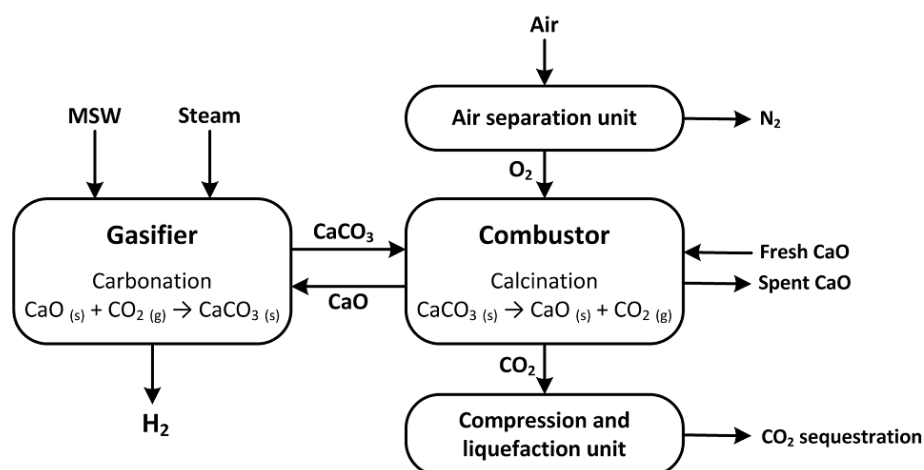 Air
MSW
Steam
Air separation unit
N₂
O₂
Gasifier
CaCO₃
Combustor
Fresh CaO
Carbonation
Calcination
Spent CaO
CaO
CaO (s) + CO₂ (g) → CaCO₃ (s)
CaCO₃ (s) → CaO (s) + CO₂ (g)
CO₂
H₂
Compression and
liquefaction unit
CO₂ sequestration